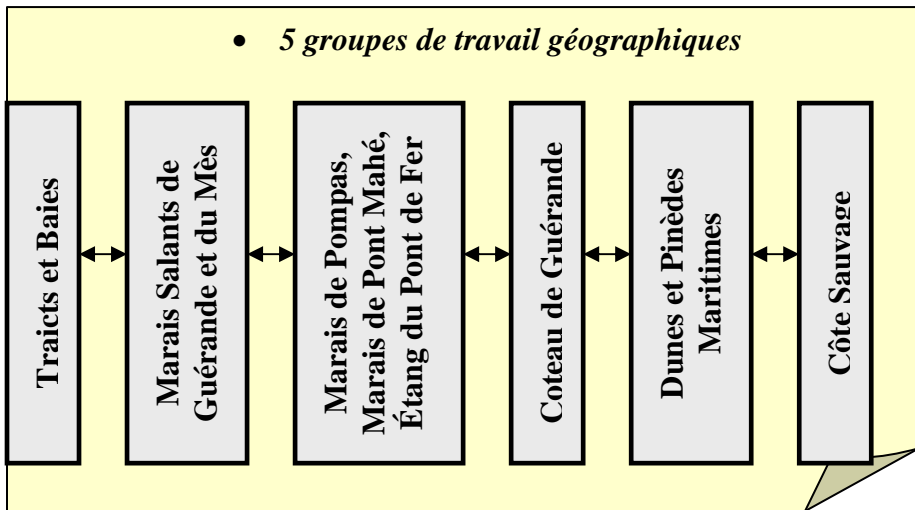 • 5 groupes de travail géographiques
Traicts et Baies
Marais Salants de
Guérande et du Mès
Marais de Pompas,
Marais de Pont Mahé,
Étang du Pont de Fer
Coteau de Guérande
Dunes et Pinèdes
Maritimes
Côte Sauvage